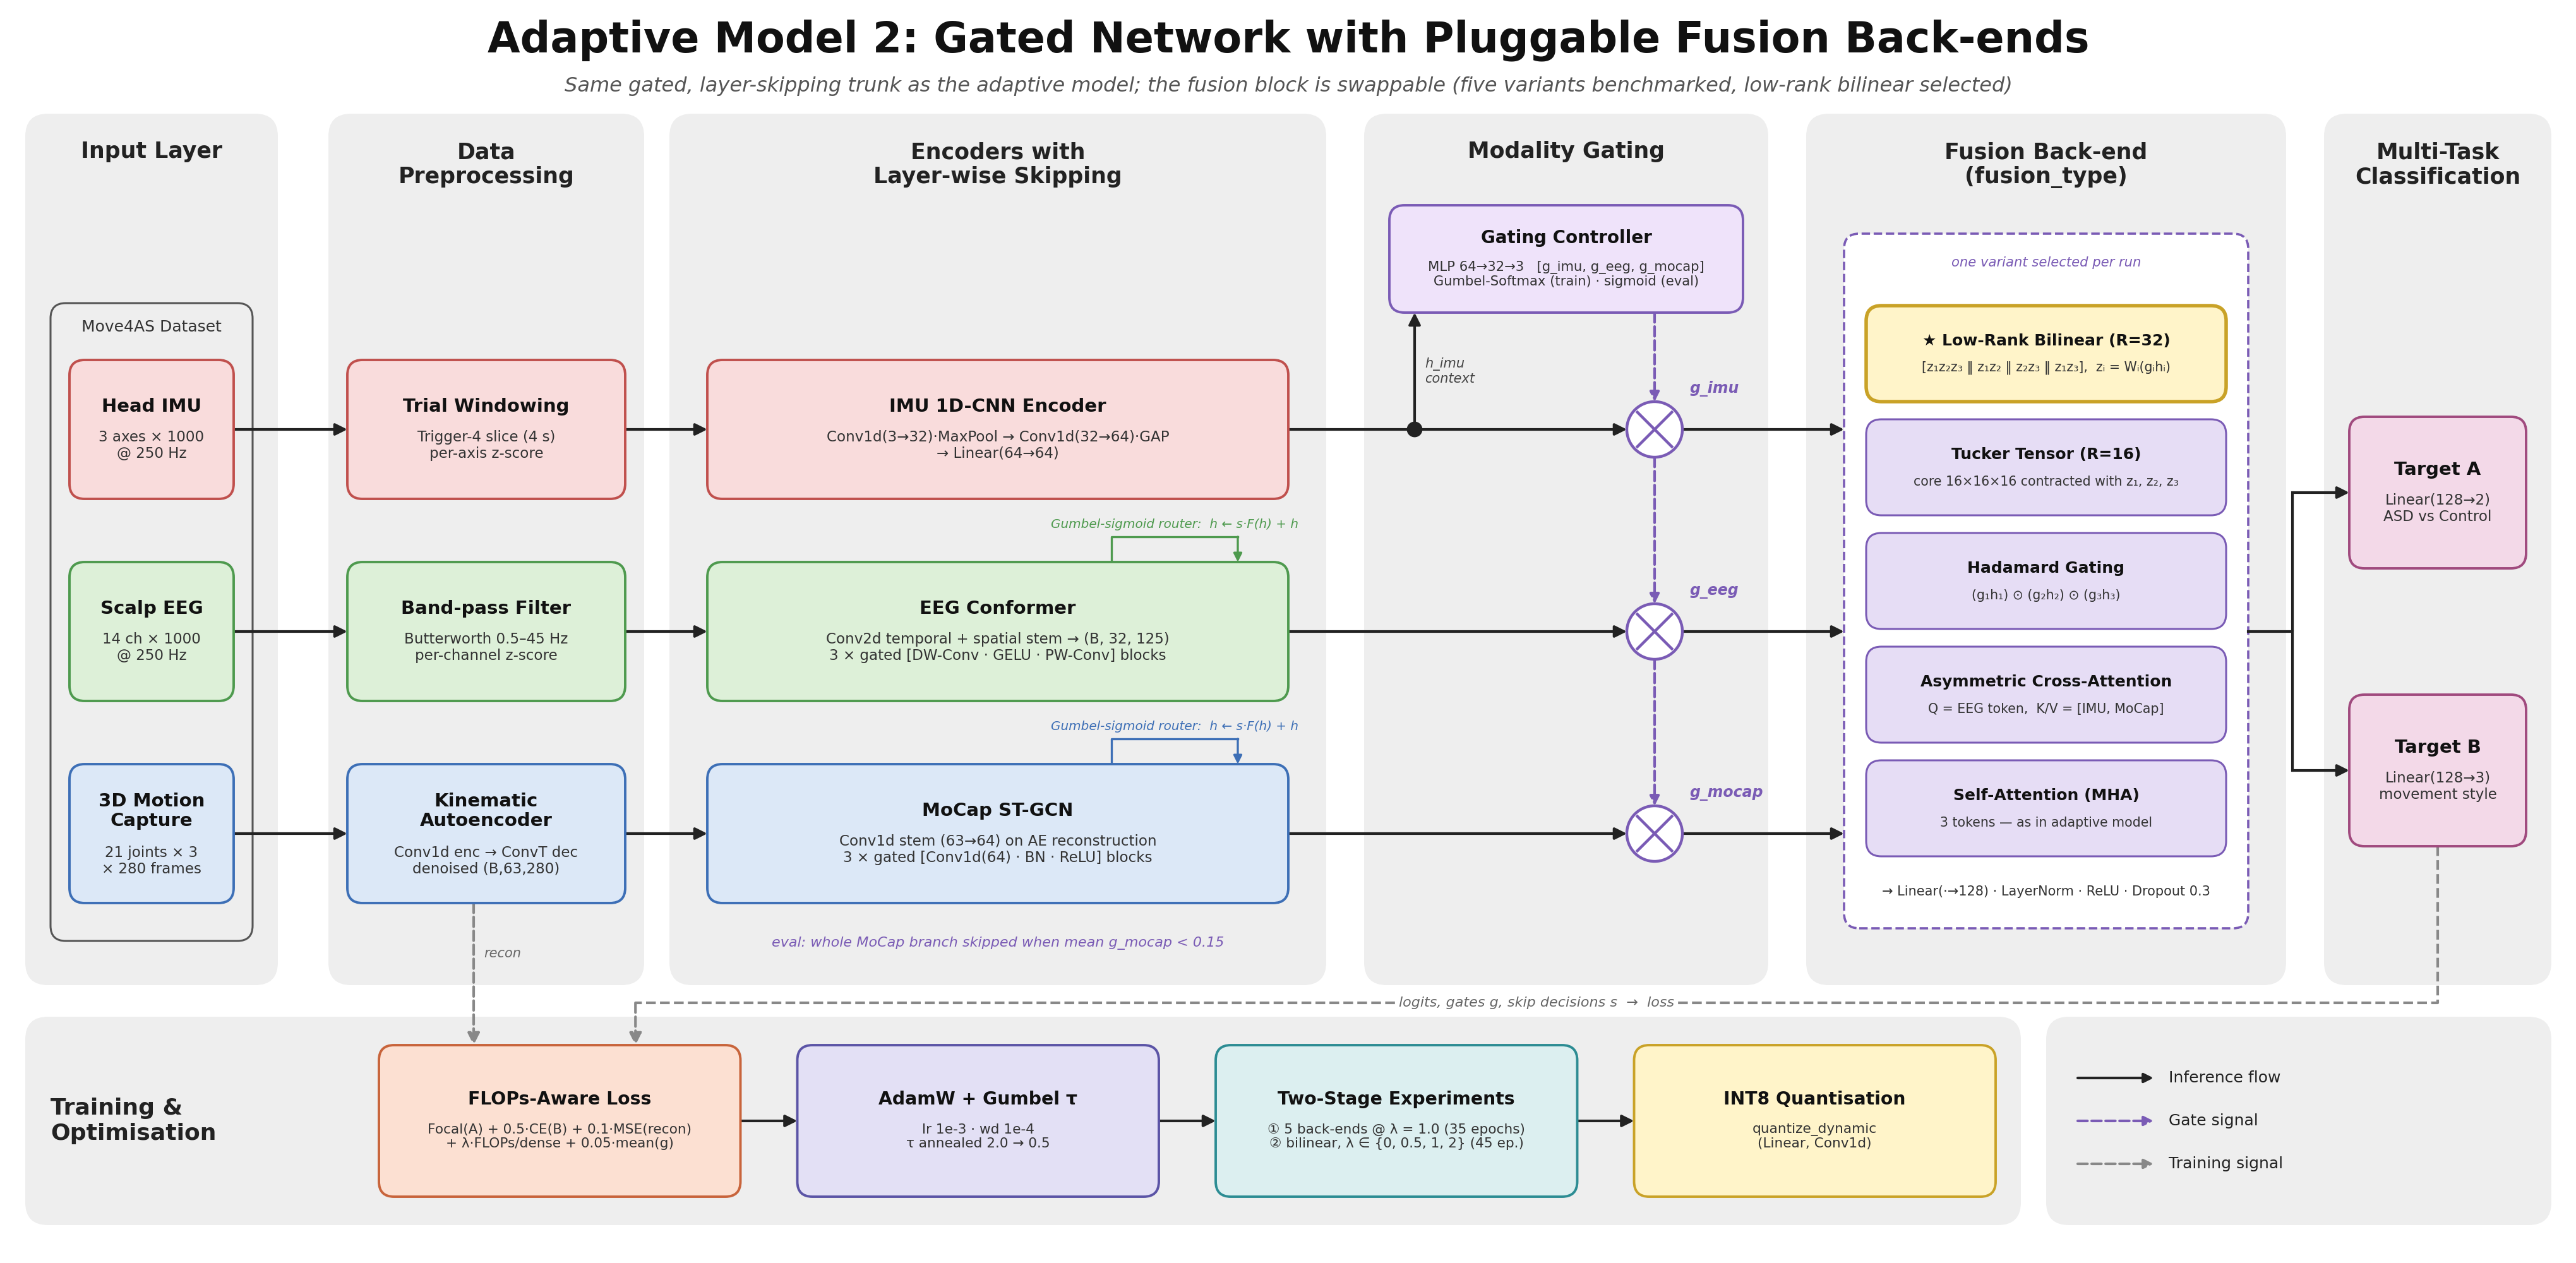 Adaptive Model 2: Gated Network with Pluggable Fusion Back-ends
Same gated, layer-skipping trunk as the adaptive model; the fusion block is swappable (five variants benchmarked, low-rank bilinear selected)
Input Layer
Move4AS Dataset
Head IMU
3 axes × 1000
@ 250 Hz
Scalp EEG
14 ch × 1000
@ 250 Hz
3D Motion
Capture
21 joints × 3
× 280 frames
Data
Preprocessing
Trial Windowing
Trigger-4 slice (4 s)
per-axis z-score
Band-pass Filter
Butterworth 0.5–45 Hz
per-channel z-score
Kinematic
Autoencoder
Conv1d enc → ConvT dec
denoised (B,63,280)
recon
Encoders with
Layer-wise Skipping
IMU 1D-CNN Encoder
Conv1d(3→32)·MaxPool → Conv1d(32→64)·GAP
→ Linear(64→64)
Gumbel-sigmoid router:  h ← s·F(h) + h
EEG Conformer
Conv2d temporal + spatial stem → (B, 32, 125)
3 × gated [DW-Conv · GELU · PW-Conv] blocks
Gumbel-sigmoid router:  h ← s·F(h) + h
MoCap ST-GCN
Conv1d stem (63→64) on AE reconstruction
3 × gated [Conv1d(64) · BN · ReLU] blocks
eval: whole MoCap branch skipped when mean g_mocap < 0.15
Modality Gating
Gating Controller
MLP 64→32→3   [g_imu, g_eeg, g_mocap]
Gumbel-Softmax (train) · sigmoid (eval)
h_imu
context
g_imu
g_eeg
g_mocap
Fusion Back-end
(fusion_type)
one variant selected per run
★ Low-Rank Bilinear (R=32)
[z₁z₂z₃ ‖ z₁z₂ ‖ z₂z₃ ‖ z₁z₃],  zᵢ = Wᵢ(gᵢhᵢ)
Tucker Tensor (R=16)
core 16×16×16 contracted with z₁, z₂, z₃
Hadamard Gating
(g₁h₁) ⊙ (g₂h₂) ⊙ (g₃h₃)
Asymmetric Cross-Attention
Q = EEG token,  K/V = [IMU, MoCap]
Self-Attention (MHA)
3 tokens — as in adaptive model
→ Linear(·→128) · LayerNorm · ReLU · Dropout 0.3
Multi-Task
Classification
Target A
Linear(128→2)
ASD vs Control
Target B
Linear(128→3)
movement style
logits, gates g, skip decisions s  →  loss
Training &
Optimisation
FLOPs-Aware Loss
Focal(A) + 0.5·CE(B) + 0.1·MSE(recon)
+ λ·FLOPs/dense + 0.05·mean(g)
AdamW + Gumbel τ
lr 1e-3 · wd 1e-4
τ annealed 2.0 → 0.5
Two-Stage Experiments
① 5 back-ends @ λ = 1.0 (35 epochs)
② bilinear, λ ∈ {0, 0.5, 1, 2} (45 ep.)
INT8 Quantisation
quantize_dynamic
(Linear, Conv1d)
Inference flow
Gate signal
Training signal